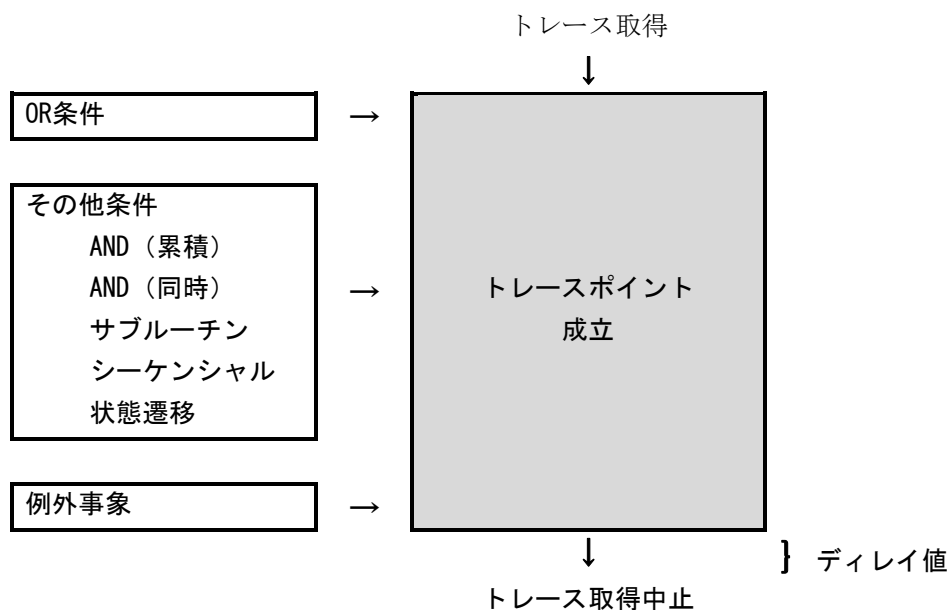 トレース取得
↓
OR条件 →
その他条件
AND（累積）
AND（同時） →
サブルーチン
シーケンシャル
状態遷移
トレースポイント
成立
例外事象 →
↓
} ディレイ値
トレース取得中止